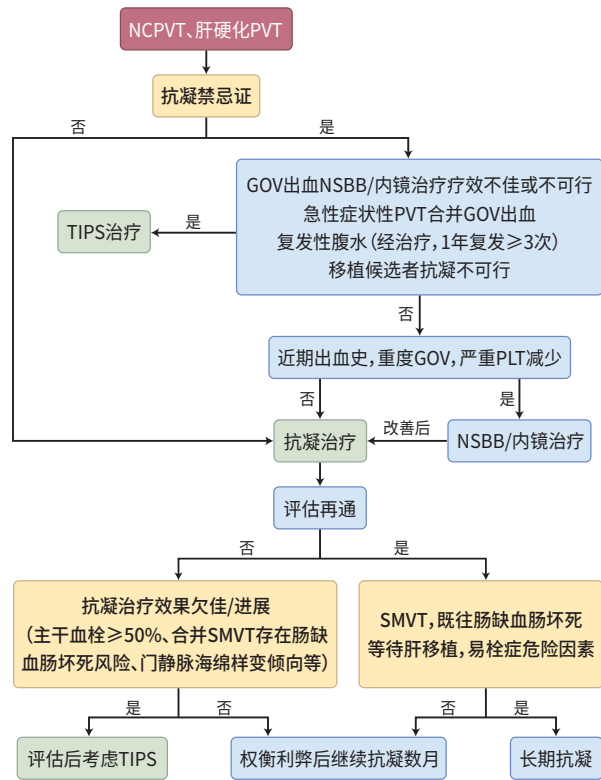 NCPVT、肝硬化PVT
抗凝禁忌证
否
是
GOV出血NSBB/内镜治疗疗效不佳或不可行
急性症状性PVT合并GOV出血
复发性腹水(经治疗,1年复发≥3次)
移植候选者抗凝不可行
是
TIPS治疗
否
近期出血史,重度GOV,严重PLT减少
否
是
抗凝治疗
改善后
NSBB/内镜治疗
评估再通
否
是
抗凝治疗效果欠佳/进展
(主干血栓≥50%、合并SMVT存在肠缺
血肠坏死风险、门静脉海绵样变倾向等)
SMVT,既往肠缺血肠坏死
等待肝移植,易栓症危险因素
是
否
否
是
评估后考虑TIPS
权衡利弊后继续抗凝数月
长期抗凝